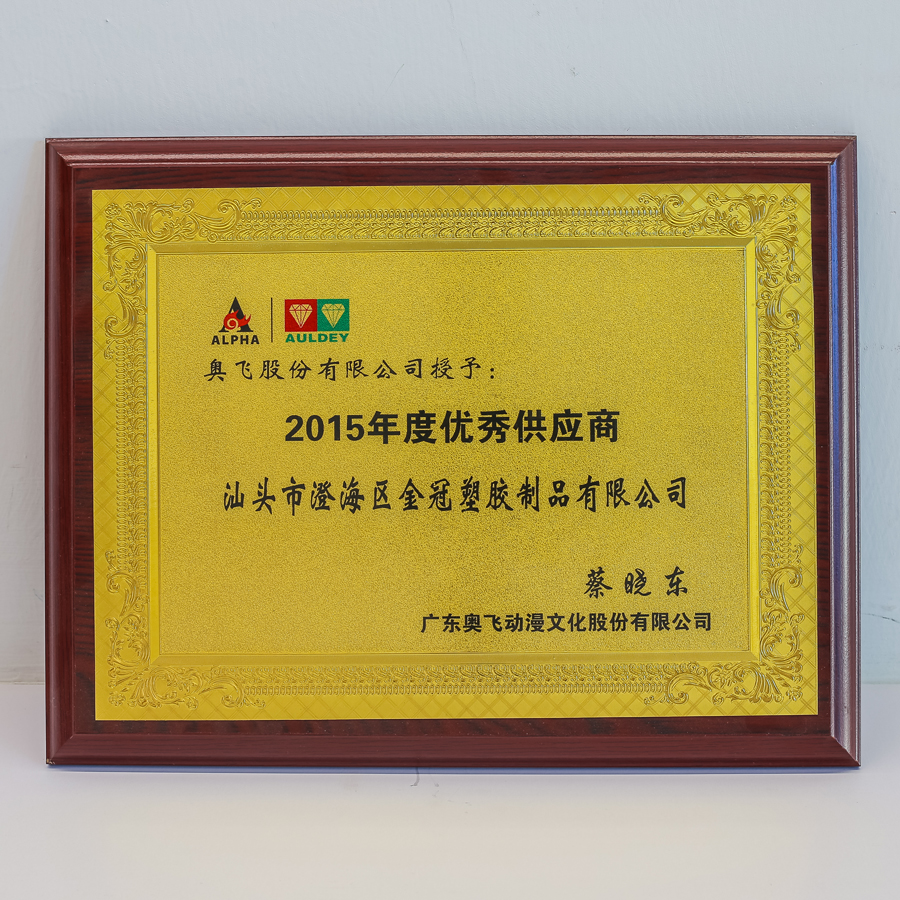 ALPHA AULDEY
奥飞股份有限公司授予：
2015年度优秀供应商
汕头市澄海区金冠塑胶制品有限公司
蔡晓东
广东奥飞动漫文化股份有限公司